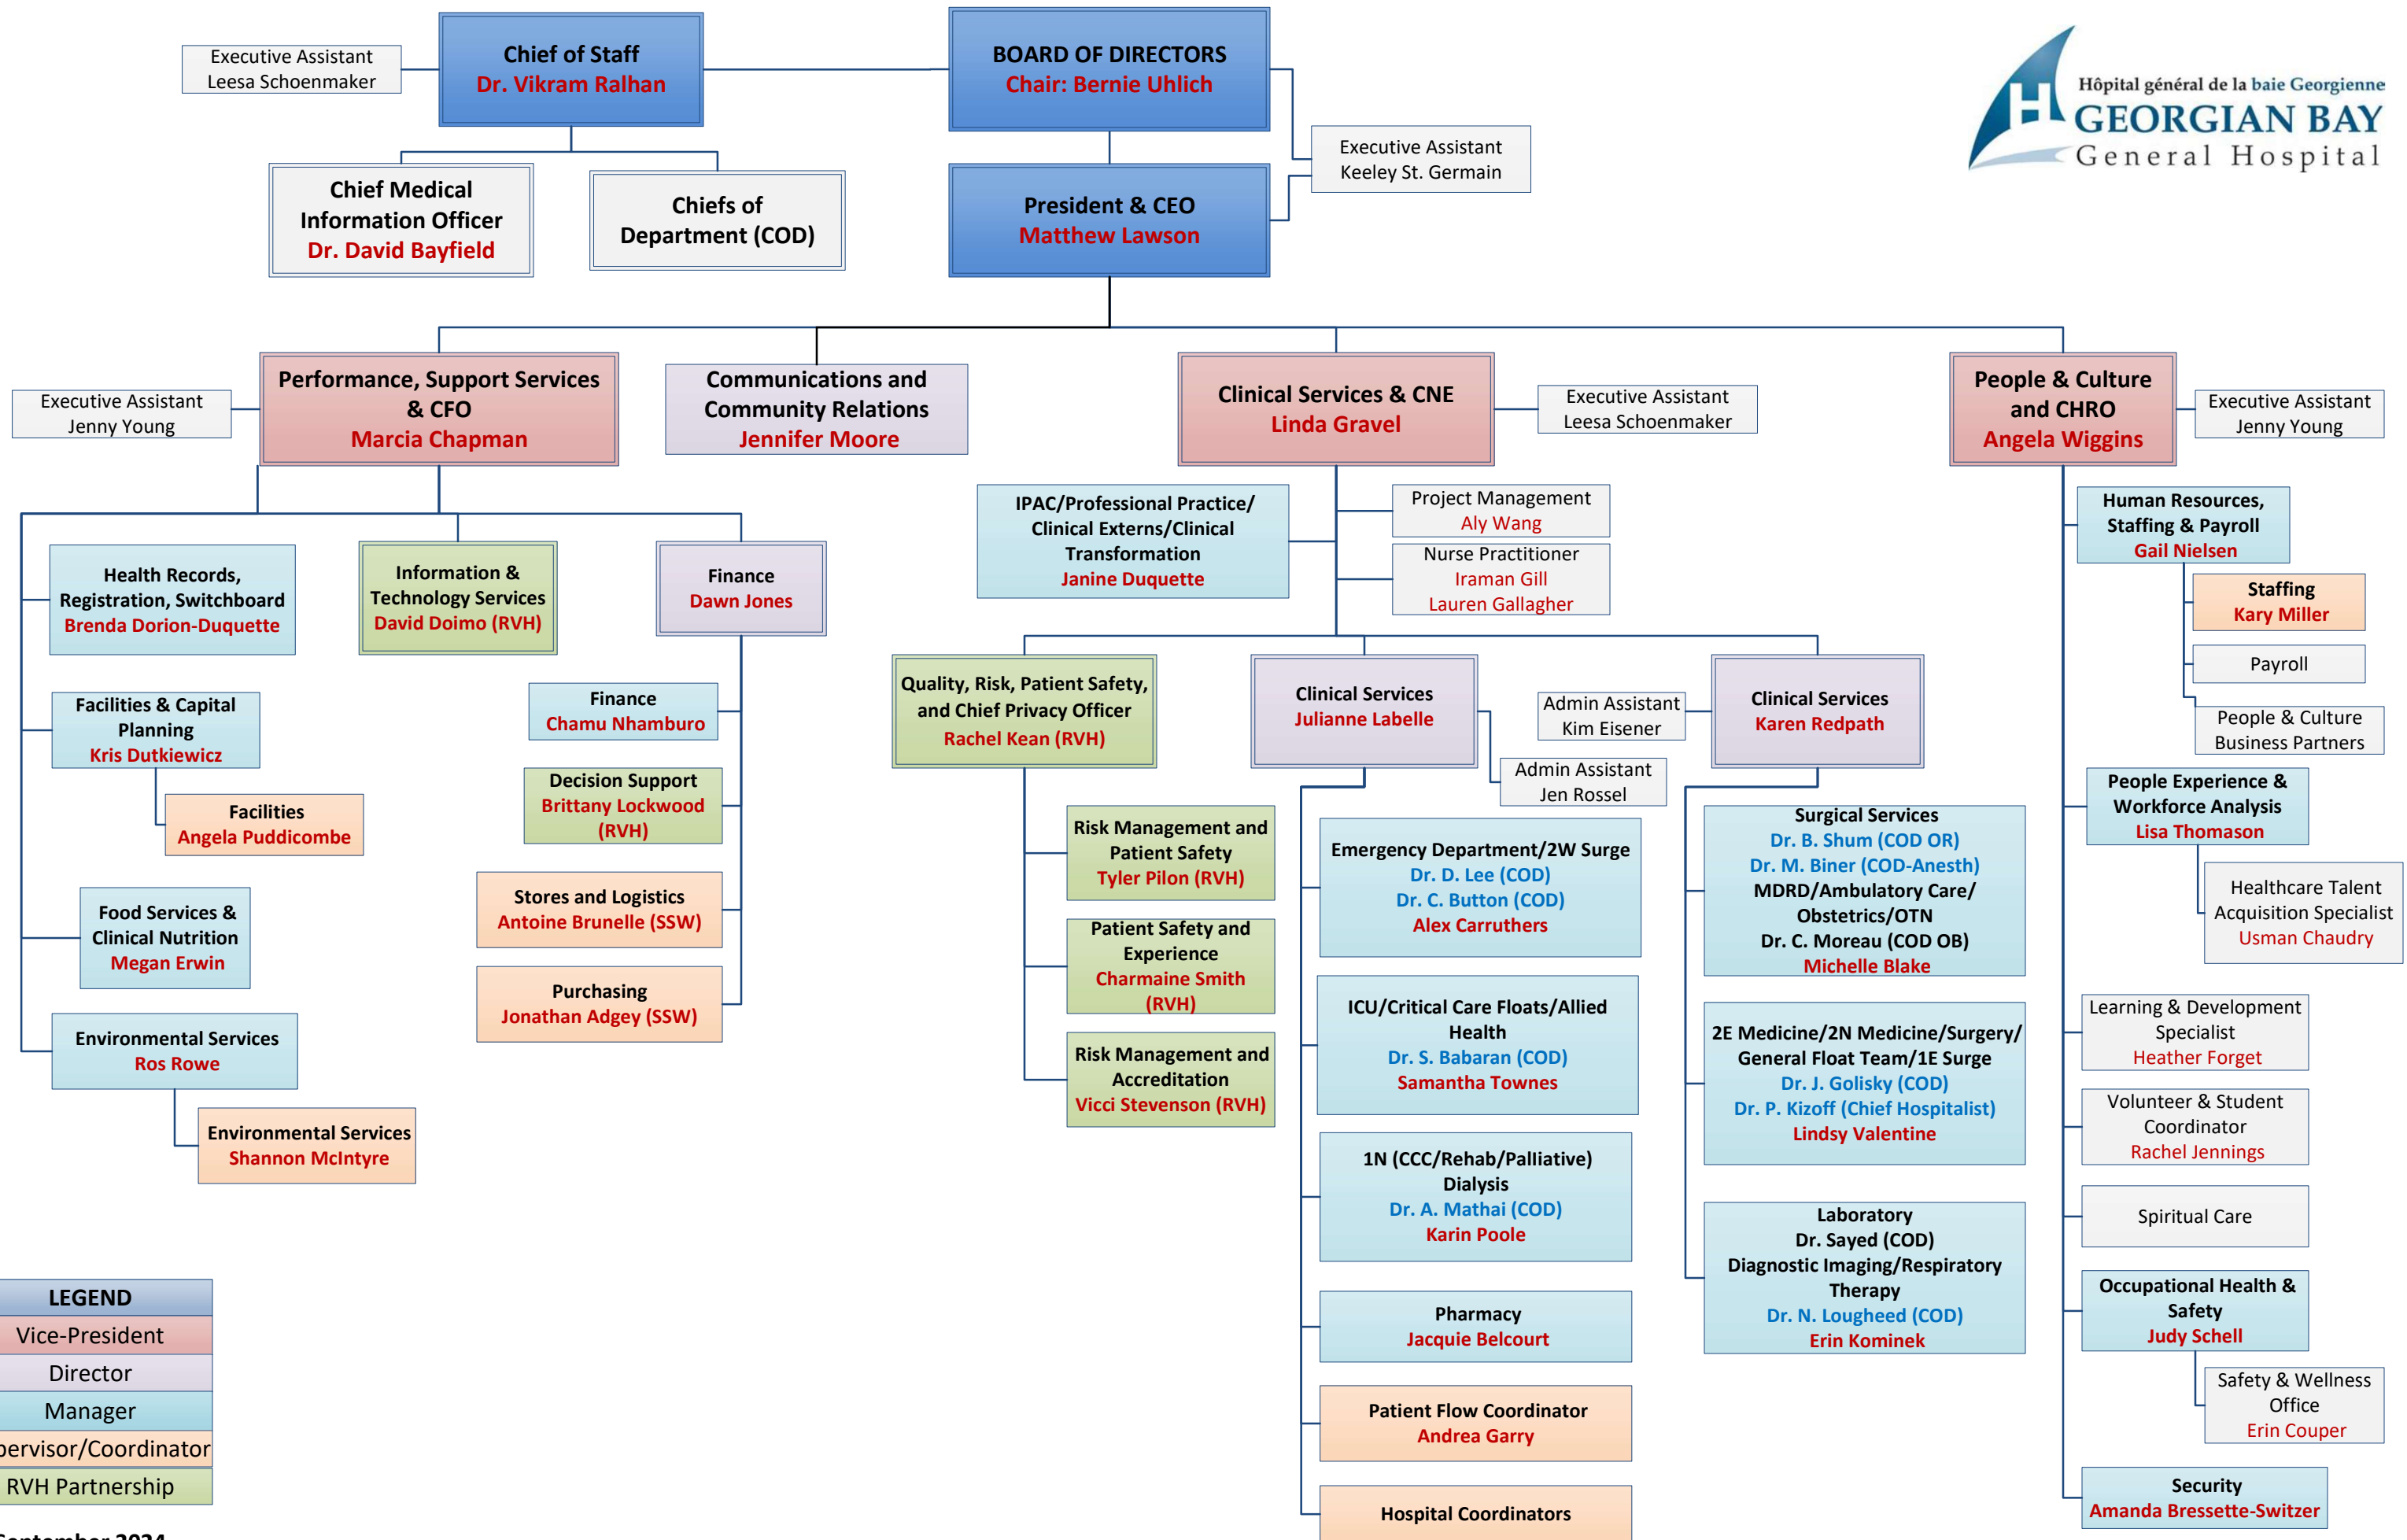 Executive Assistant
Leesa Schoenmaker
Chief of Staff
Dr. Vikram Ralhan
BOARD OF DIRECTORS
Chair: Bernie Uhlich
Hôpital général de la baie Georgienne
GEORGIAN BAY
General Hospital
Executive Assistant
Keeley St. Germain
Chief Medical
Information Officer
Dr. David Bayfield
Chiefs of
Department (COD)
President & CEO
Matthew Lawson
Executive Assistant
Jenny Young
Performance, Support Services
& CFO
Marcia Chapman
Communications and
Community Relations
Jennifer Moore
Clinical Services & CNE
Linda Gravel
Executive Assistant
Leesa Schoenmaker
People & Culture
and CHRO
Angela Wiggins
Executive Assistant
Jenny Young
Health Records,
Registration, Switchboard
Brenda Dorion-Duquette
Information &
Technology Services
David Doimo (RVH)
Finance
Dawn Jones
Facilities & Capital
Planning
Kris Dutkiewicz
Facilities
Angela Puddicombe
Food Services &
Clinical Nutrition
Megan Erwin
Environmental Services
Ros Rowe
Environmental Services
Shannon McIntyre
Finance
Chamu Nhamburo
Decision Support
Brittany Lockwood
(RVH)
Stores and Logistics
Antoine Brunelle (SSW)
Purchasing
Jonathan Adgey (SSW)
IPAC/Professional Practice/
Clinical Externs/Clinical
Transformation
Janine Duquette
Project Management
Aly Wang
Nurse Practitioner
Iraman Gill
Lauren Gallagher
Quality, Risk, Patient Safety,
and Chief Privacy Officer
Rachel Kean (RVH)
Risk Management and
Patient Safety
Tyler Pilon (RVH)
Patient Safety and
Experience
Charmaine Smith
(RVH)
Risk Management and
Accreditation
Vicci Stevenson (RVH)
Clinical Services
Julianne Labelle
Admin Assistant
Jen Rossel
Emergency Department/2W Surge
Dr. D. Lee (COD)
Dr. C. Button (COD)
Alex Carruthers
ICU/Critical Care Floats/Allied
Health
Dr. S. Babaran (COD)
Samantha Townes
1N (CCC/Rehab/Palliative)
Dialysis
Dr. A. Mathai (COD)
Karin Poole
Pharmacy
Jacquie Belcourt
Patient Flow Coordinator
Andrea Garry
Hospital Coordinators
Admin Assistant
Kim Eisener
Clinical Services
Karen Redpath
Surgical Services
Dr. B. Shum (COD OR)
Dr. M. Biner (COD-Anesth)
MDRD/Ambulatory Care/
Obstetrics/OTN
Dr. C. Moreau (COD OB)
Michelle Blake
2E Medicine/2N Medicine/Surgery/
General Float Team/1E Surge
Dr. J. Golisky (COD)
Dr. P. Kizoff (Chief Hospitalist)
Lindsy Valentine
Laboratory
Dr. Sayed (COD)
Diagnostic Imaging/Respiratory
Therapy
Dr. N. Lougheed (COD)
Erin Kominek
Human Resources,
Staffing & Payroll
Gail Nielsen
Staffing
Kary Miller
Payroll
People & Culture
Business Partners
People Experience &
Workforce Analysis
Lisa Thomason
Healthcare Talent
Acquisition Specialist
Usman Chaudry
Learning & Development
Specialist
Heather Forget
Volunteer & Student
Coordinator
Rachel Jennings
Spiritual Care
Occupational Health &
Safety
Judy Schell
Safety & Wellness
Office
Erin Couper
Security
Amanda Bressette-Switzer
LEGEND
Vice-President
Director
Manager
pervisor/Coordinator
RVH Partnership
September 2024